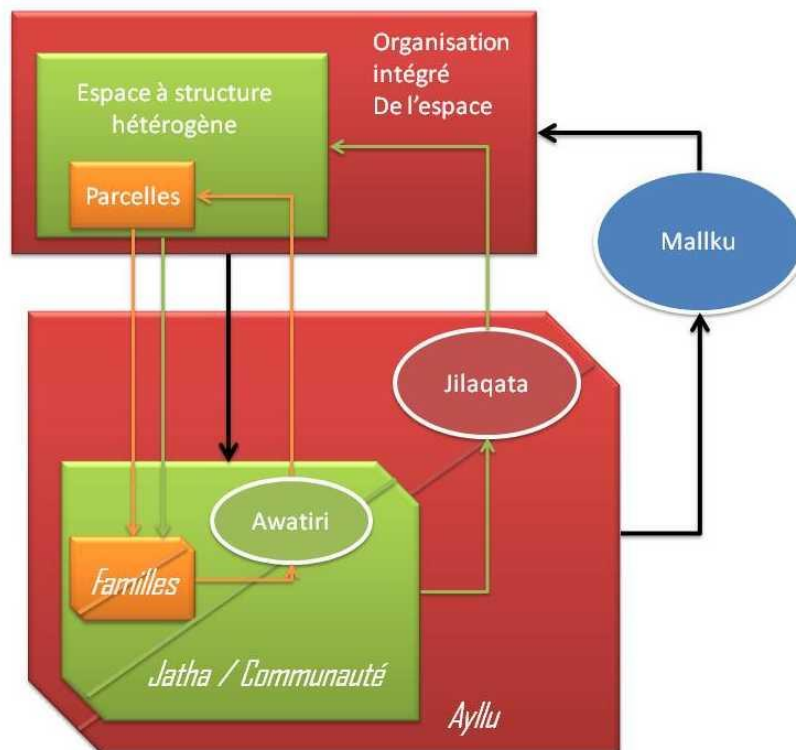 Organisation
intégré
De l'espace
Espace à structure
hétérogène
Parcelles
Mallku
Jilaqata
Awatiri
Familles
Jatha / Communauté
Ayllu